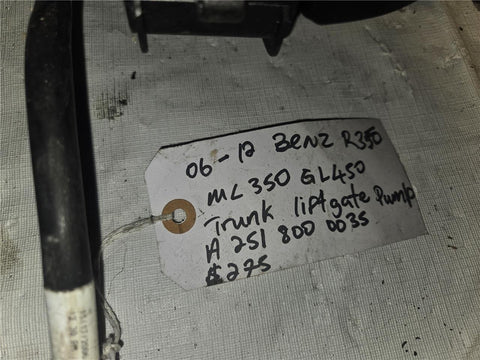 06-12 Benz R350
ML350 GL450
Trunk liftgate Pump
A 251 800 0035
$275